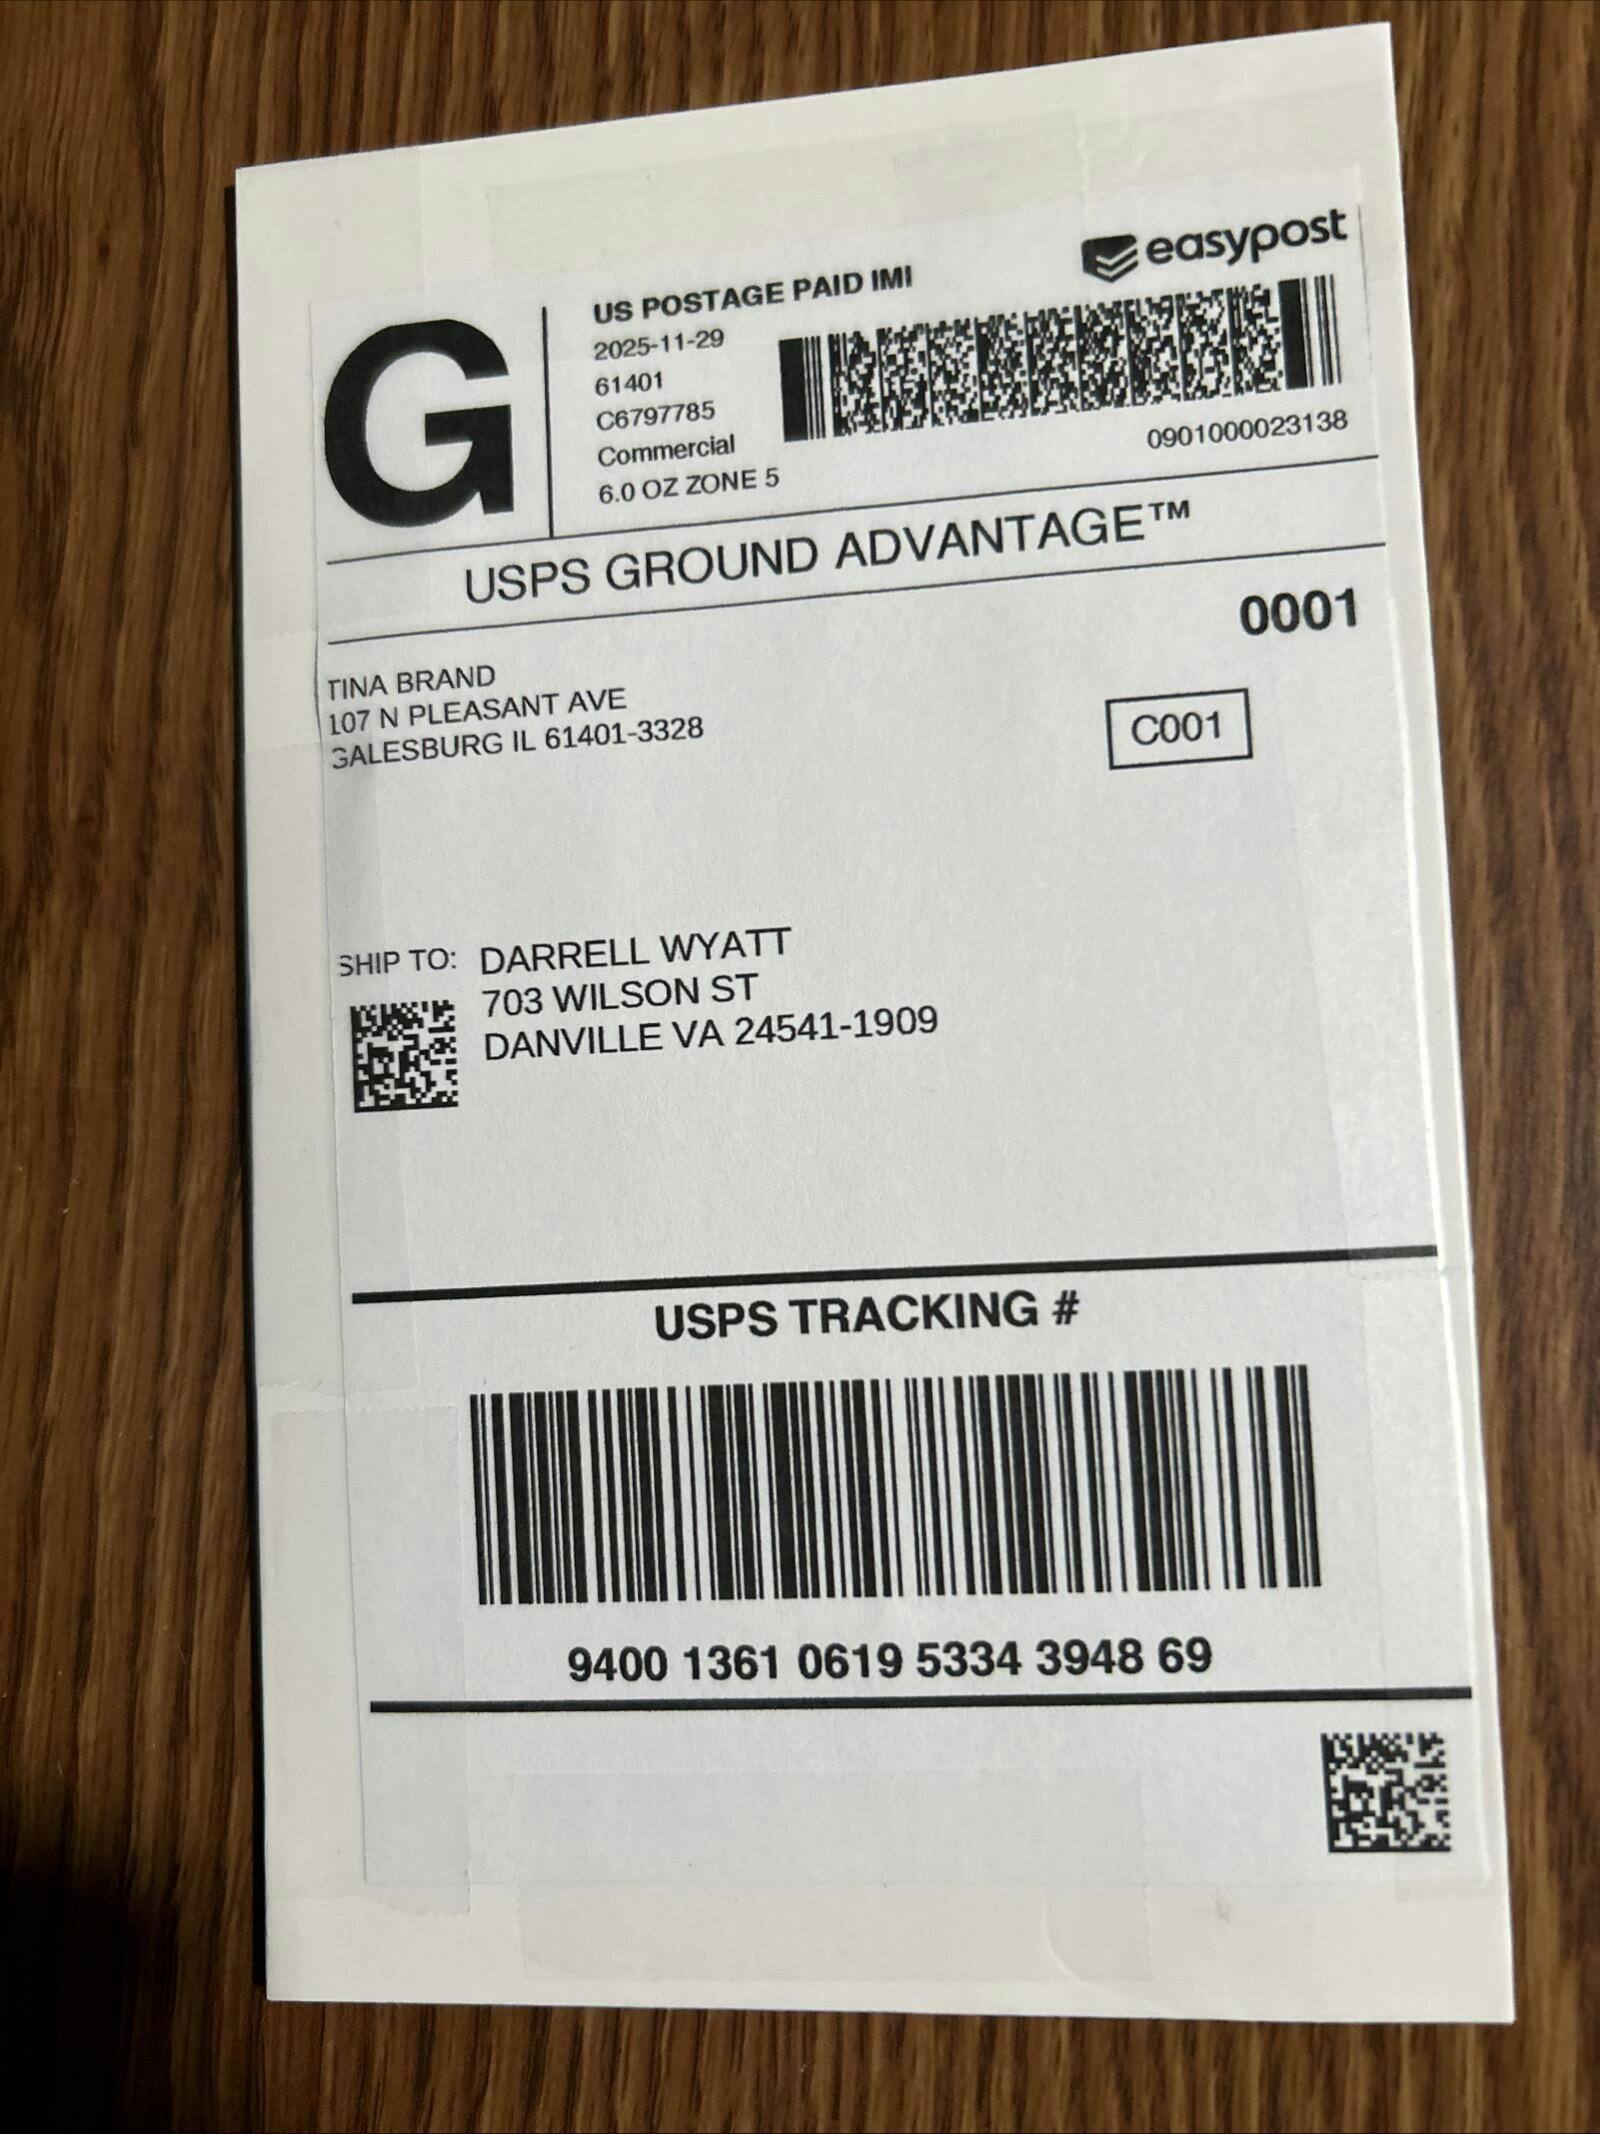 G
US POSTAGE PAID IMI
2025-11-29
61401
C6797785
Commercial
6.0 OZ ZONE 5
easypost
0901000023138
USPS GROUND ADVANTAGE™
0001
TINA BRAND
107 N PLEASANT AVE
GALESBURG IL 61401-3328
C001
SHIP TO: DARRELL WYATT
703 WILSON ST
DANVILLE VA 24541-1909
USPS TRACKING #
9400 1361 0619 5334 3948 69